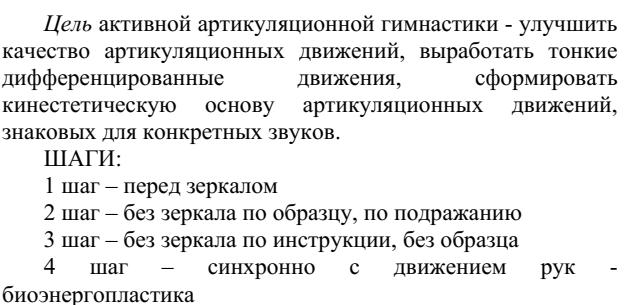 Цель активной артикуляционной гимнастики - улучшить
качество артикуляционных движений, выработать тонкие
дифференцированные движения, сформировать
кинестетическую основу артикуляционных движений,
знаковых для конкретных звуков.
ШАГИ:
1 шаг – перед зеркалом
2 шаг – без зеркала по образцу, по подражанию
3 шаг – без зеркала по инструкции, без образца
4 шаг – синхронно с движением рук -
биоэнергопластика